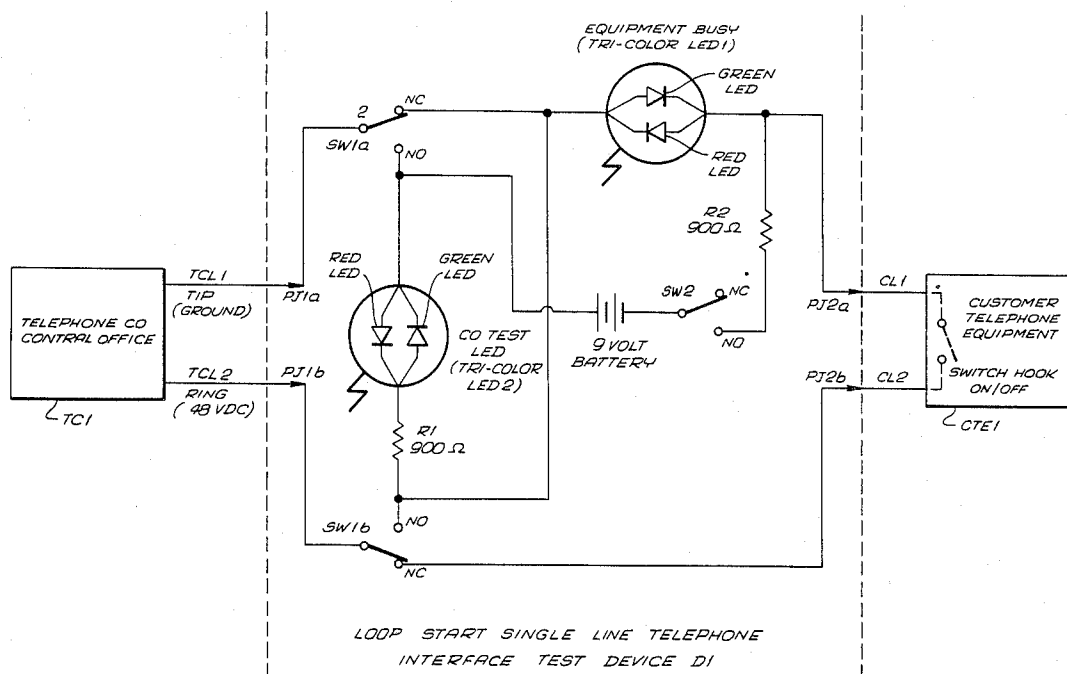 EQUIPMENT BUSY
(TRI-COLOR LED1)
GREEN
LED
RED
LED
2
NC
SW1a
NO
R2
900Ω
RED
LED
GREEN
LED
TCL1
TIP
(GROUND)
PJ1a
TELEPHONE CO
CONTROL OFFICE
SW2
NC
NO
9 VOLT
BATTERY
PJ2a
CL1
CUSTOMER
TELEPHONE
EQUIPMENT
CO TEST
LED
(TRI-COLOR
LED2)
TCL2
RING
( 48 VDC)
PJ1b
TC1
PJ2b
CL2
SWITCH HOOK
ON/OFF
CTE1
R1
900Ω
SW1b
NO
NC
LOOP START SINGLE LINE TELEPHONE
INTERFACE TEST DEVICE D1